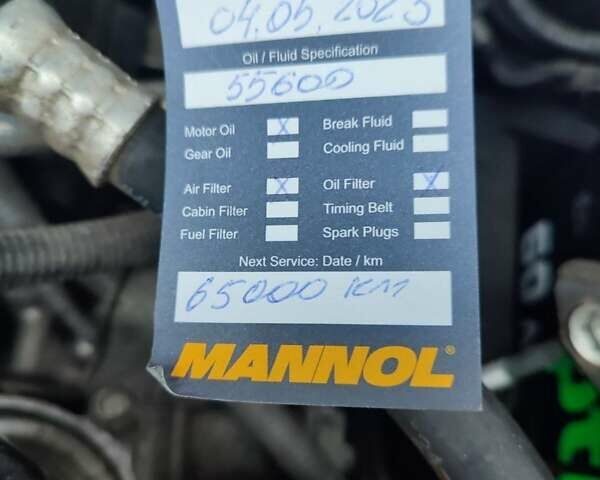 04.05.2023
Oil / Fluid Specification
55600
Motor Oil X Break Fluid
Gear Oil Cooling Fluid
Air Filter X Oil Filter X
Cabin Filter Timing Belt
Fuel Filter Spark Plugs
Next Service: Date / km
65000 km
MANNOL®